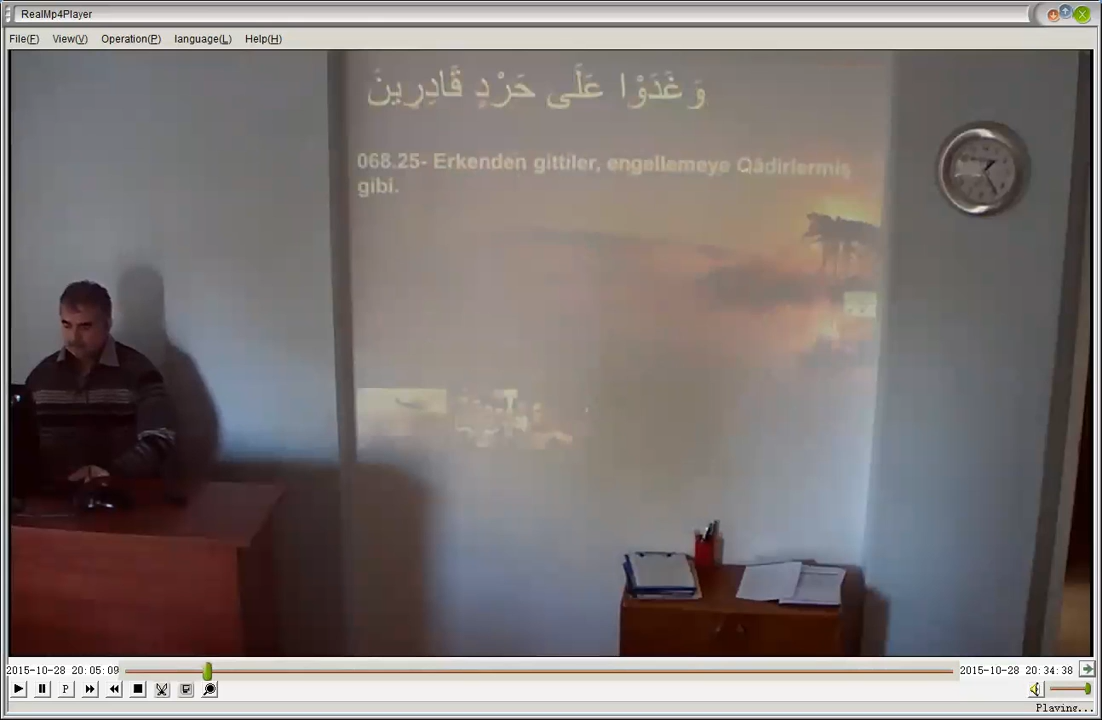 RealMp4Player
File(F) View(V) Operation(P) language(L) Help(H)
وَغَدَوْا عَلَى حَرْدٍ قَادِرِينَ
068.25- Erkenden gittiler, engellemeye Qâdirlermiş
gibi.
2015-10-28 20:05:09
2015-10-28 20:34:38
P
Playing...